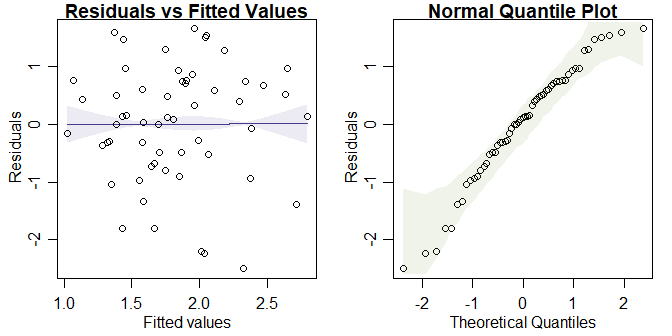 Residuals vs Fitted Values
Residuals
1
0
-1
-2
1.0 1.5 2.0 2.5
Fitted values
Normal Quantile Plot
Residuals
1
0
-1
-2
-2 -1 0 1 2
Theoretical Quantiles